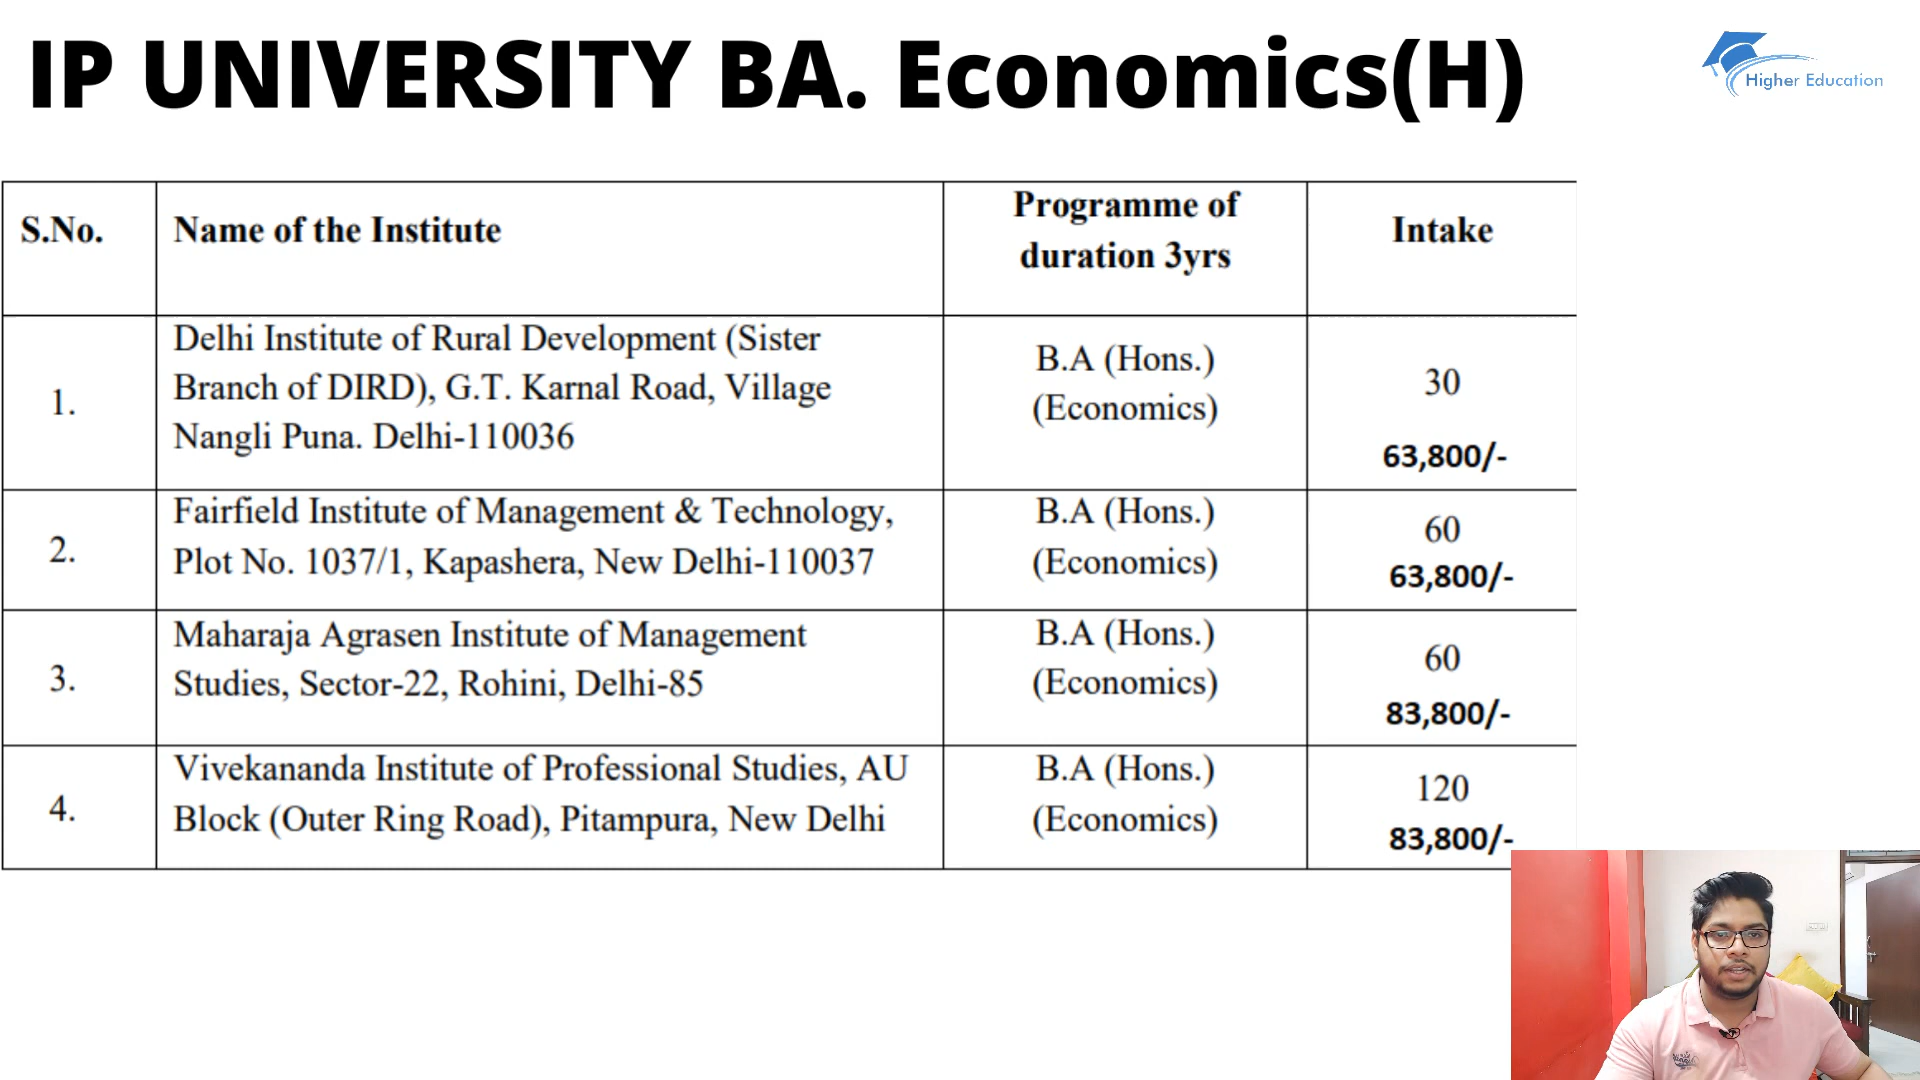 IP UNIVERSITY BA. Economics(H)
Higher Education
S.No.
Name of the Institute
Programme of
duration 3yrs
Intake
1.
Delhi Institute of Rural Development (Sister
Branch of DIRD), G.T. Karnal Road, Village
Nangli Puna. Delhi-110036
B.A (Hons.)
(Economics)
30
63,800/-
2.
Fairfield Institute of Management & Technology,
Plot No. 1037/1, Kapashera, New Delhi-110037
B.A (Hons.)
(Economics)
60
63,800/-
3.
Maharaja Agrasen Institute of Management
Studies, Sector-22, Rohini, Delhi-85
B.A (Hons.)
(Economics)
60
83,800/-
4.
Vivekananda Institute of Professional Studies, AU
Block (Outer Ring Road), Pitampura, New Delhi
B.A (Hons.)
(Economics)
120
83,800/-